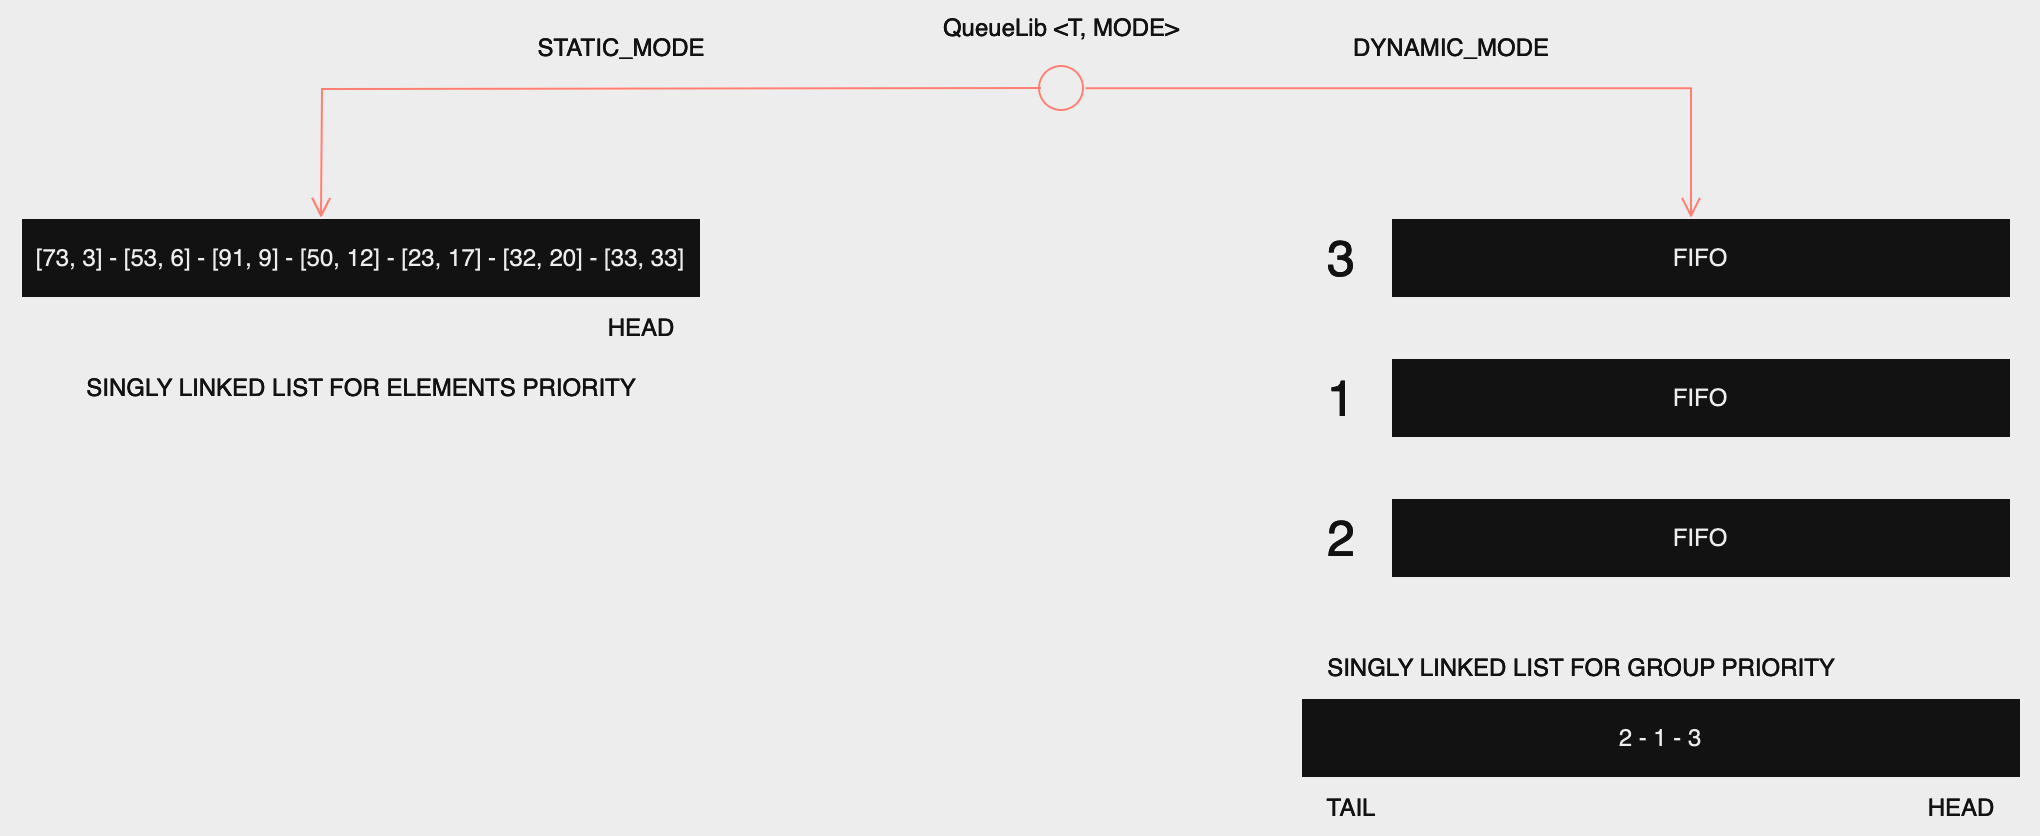 QueueLib <T, MODE>
STATIC_MODE
DYNAMIC_MODE
[73, 3] - [53, 6] - [91, 9] - [50, 12] - [23, 17] - [32, 20] - [33, 33]
HEAD
SINGLY LINKED LIST FOR ELEMENTS PRIORITY
3 FIFO
1 FIFO
2 FIFO
SINGLY LINKED LIST FOR GROUP PRIORITY
2 - 1 - 3
TAIL HEAD